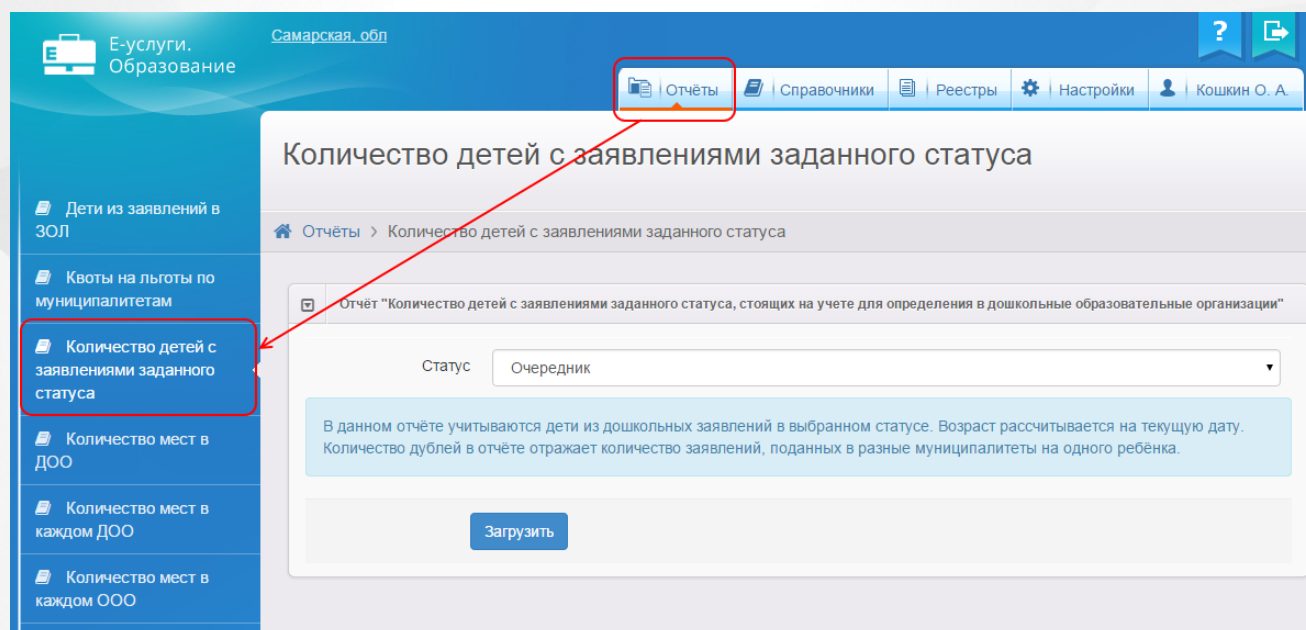 Е-услуги.
Образование
Самарская, обл
?
Отчёты
Справочники
Реестры
Настройки
Кошкин О. А.
Количество детей с заявлениями заданного статуса
Дети из заявлений в
ЗОЛ
Квоты на льготы по
муниципалитетам
Количество детей с
заявлениями заданного
статуса
Количество мест в
ДОО
Количество мест в
каждом ДОО
Количество мест в
каждом ООО
Отчёты > Количество детей с заявлениями заданного статуса
Отчёт "Количество детей с заявлениями заданного статуса, стоящих на учете для определения в дошкольные образовательные организации"
Статус
Очередник
В данном отчёте учитываются дети из дошкольных заявлений в выбранном статусе. Возраст рассчитывается на текущую дату.
Количество дублей в отчёте отражает количество заявлений, поданных в разные муниципалитеты на одного ребёнка.
Загрузить